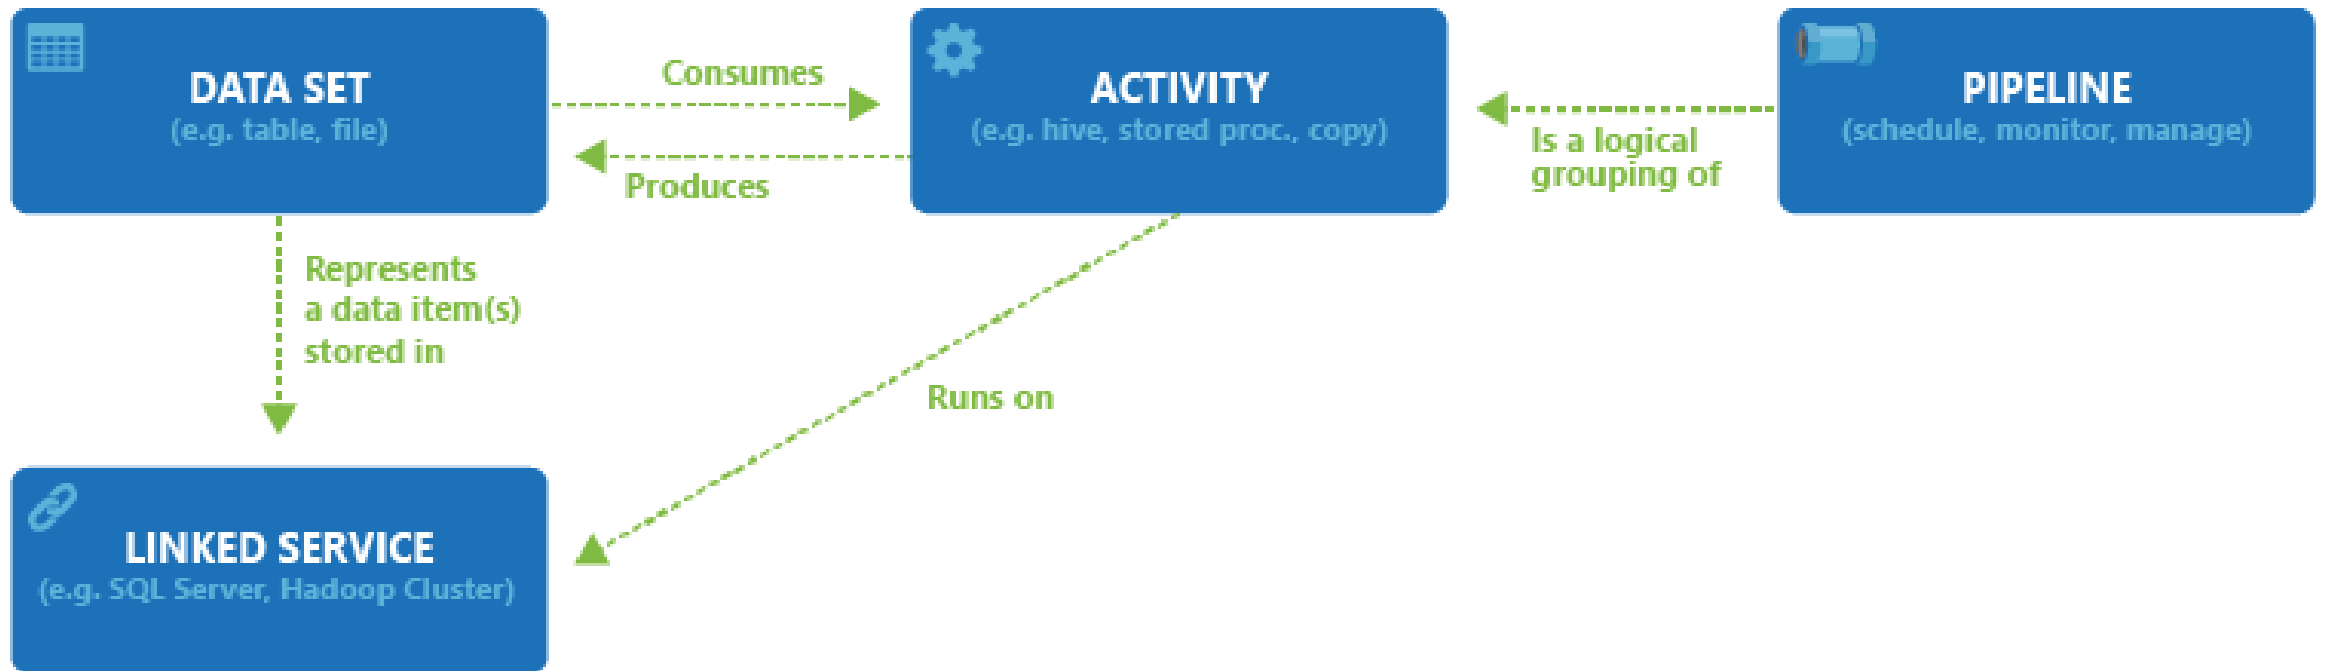 DATA SET
(e.g. table, file)
Consumes
Produces
ACTIVITY
(e.g. hive, stored proc., copy)
Is a logical
grouping of
PIPELINE
(schedule, monitor, manage)
Represents
a data item(s)
stored in
Runs on
LINKED SERVICE
(e.g. SQL Server, Hadoop Cluster)